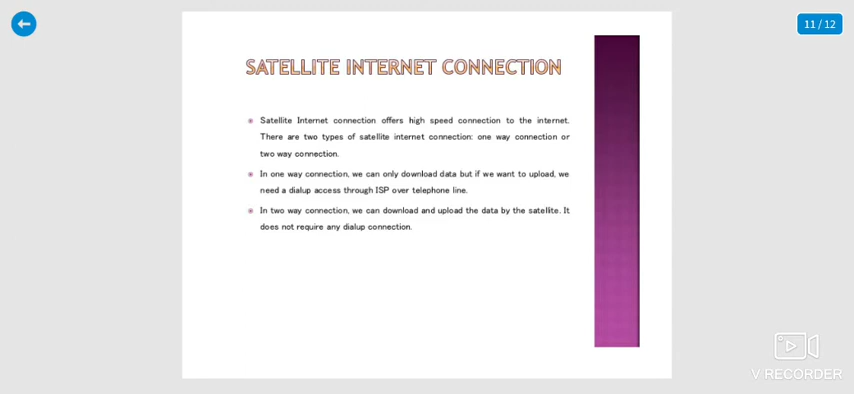 11 / 12
SATELLITE INTERNET CONNECTION
Satellite Internet connection offers high speed connection to the internet.
There are two types of satellite internet connection: one way connection or
two way connection.
In one way connection, we can only download data but if we want to upload, we
need a dialup access through ISP over telephone line.
In two way connection, we can download and upload the data by the satellite. It
does not require any dialup connection.
V RECORDER